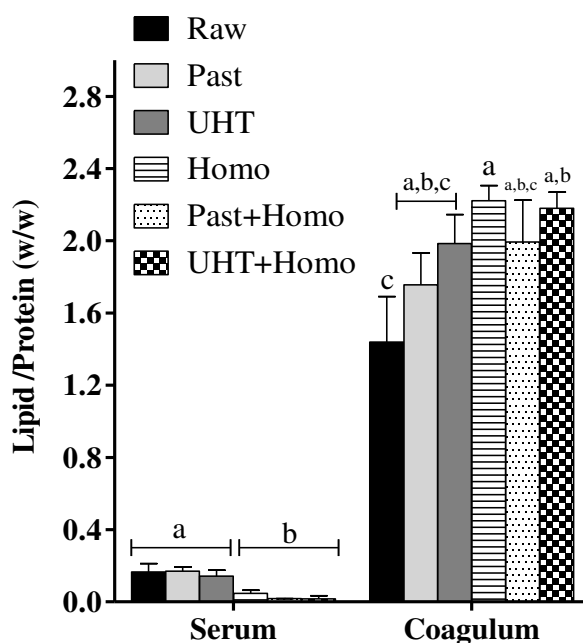 Raw
Past
UHT
Homo
Past+Homo
UHT+Homo
Lipid /Protein (w/w)
2.8
2.4
2.0
1.6
1.2
0.8
0.4
0.0
a
b
c
a,b,c
a
a,b,c
a,b
Serum
Coagulum